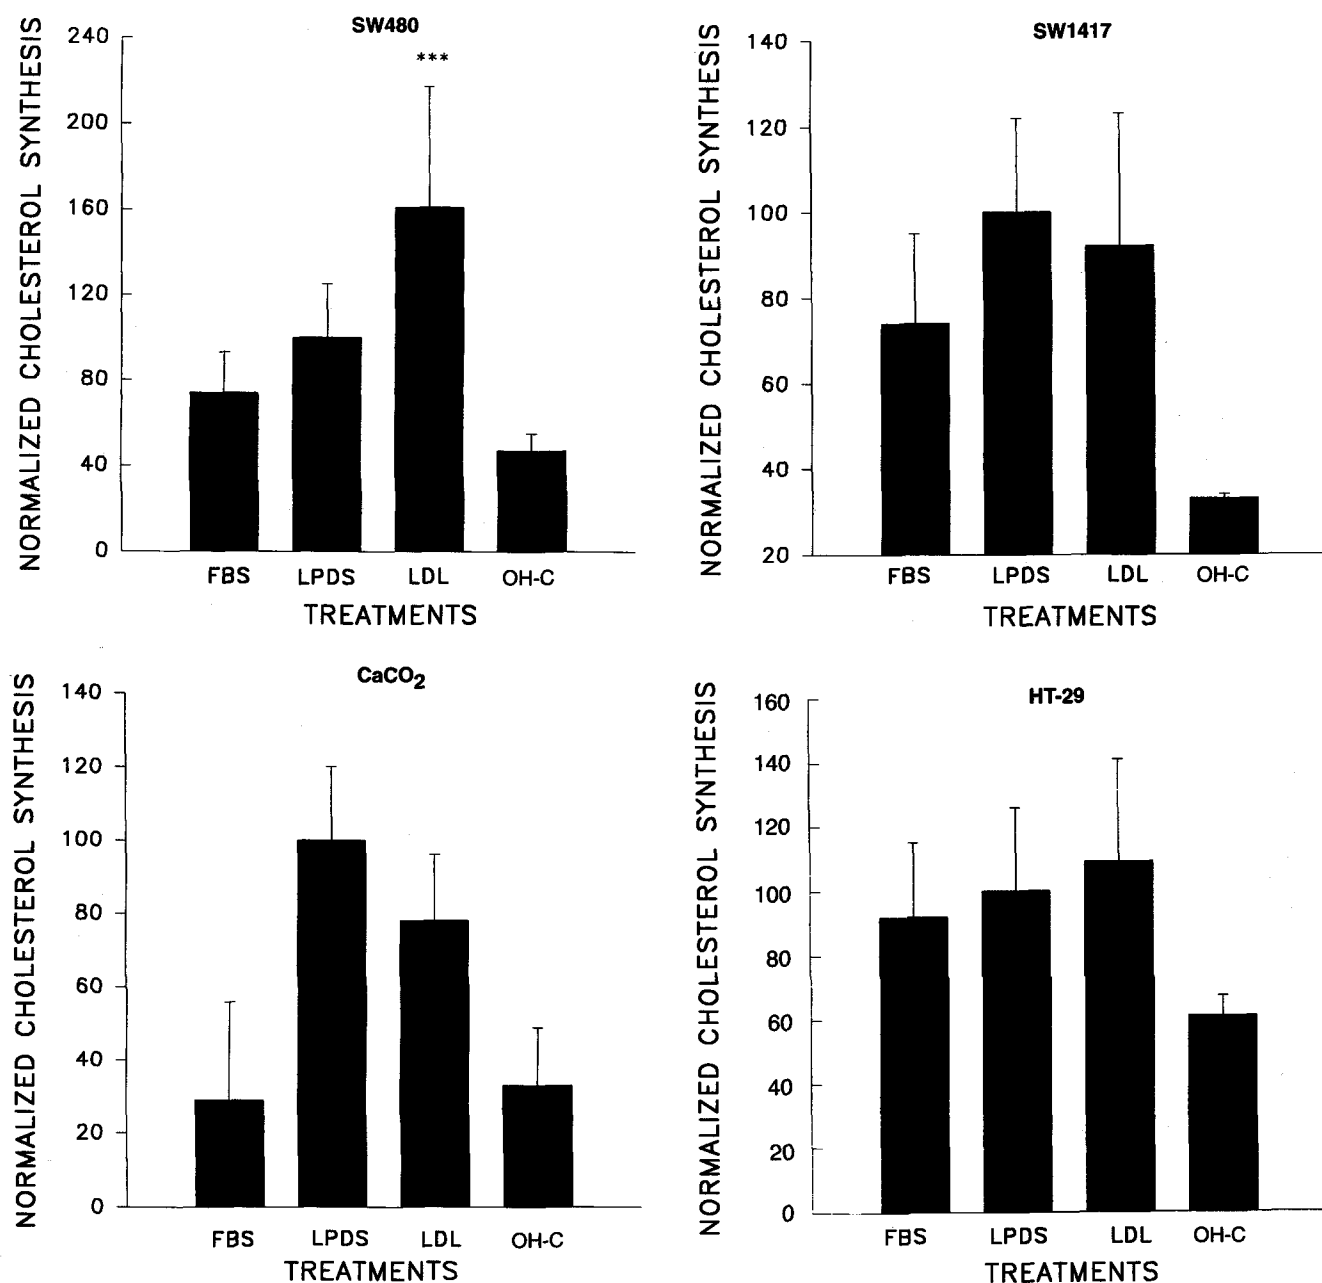 SW480
NORMALIZED CHOLESTEROL SYNTHESIS
240
200
160
120
80
40
0
***
FBS LPDS LDL OH-C
TREATMENTS
SW1417
NORMALIZED CHOLESTEROL SYNTHESIS
140
120
100
80
60
40
20
FBS LPDS LDL OH-C
TREATMENTS
CaCO2
NORMALIZED CHOLESTEROL SYNTHESIS
140
120
100
80
60
40
20
0
FBS LPDS LDL OH-C
TREATMENTS
HT-29
NORMALIZED CHOLESTEROL SYNTHESIS
160
140
120
100
80
60
40
20
0
FBS LPDS LDL OH-C
TREATMENTS